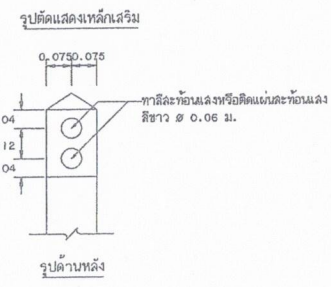 รูปตัดแสดงเหล็กเสริม
0.075 0.075
ทาสีสะท้อนแสงหรือติดแผ่นสะท้อนแสง
สีขาว ø 0.06 ม.
04
12
04
รูปด้านหลัง